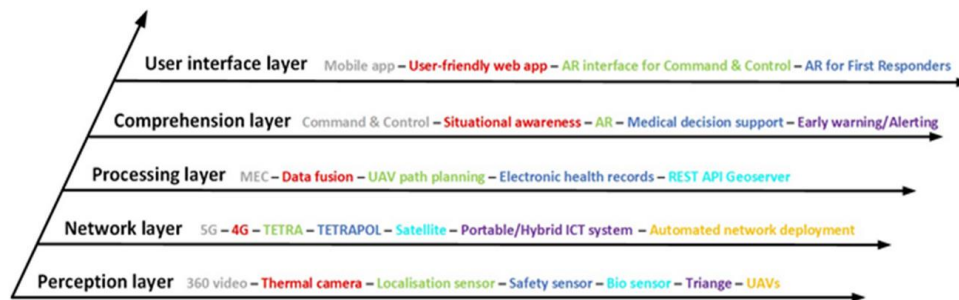 User interface layer Mobile app – User-friendly web app – AR interface for Command & Control – AR for First Responders
Comprehension layer Command & Control – Situational awareness – AR – Medical decision support – Early warning/Alerting
Processing layer MEC – Data fusion – UAV path planning – Electronic health records – REST API Geoserver
Network layer 5G – 4G – TETRA – TETRAPOL – Satellite – Portable/Hybrid ICT system – Automated network deployment
Perception layer 360 video – Thermal camera – Localisation sensor – Safety sensor – Bio sensor – Triange – UAVs